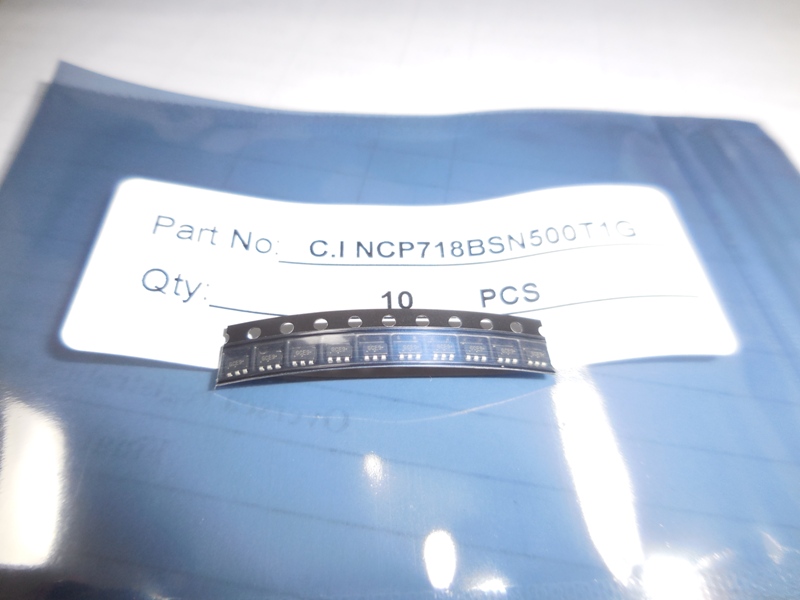 Part No: C.I NCP718BSN500T1G
Qty: 10 PCS